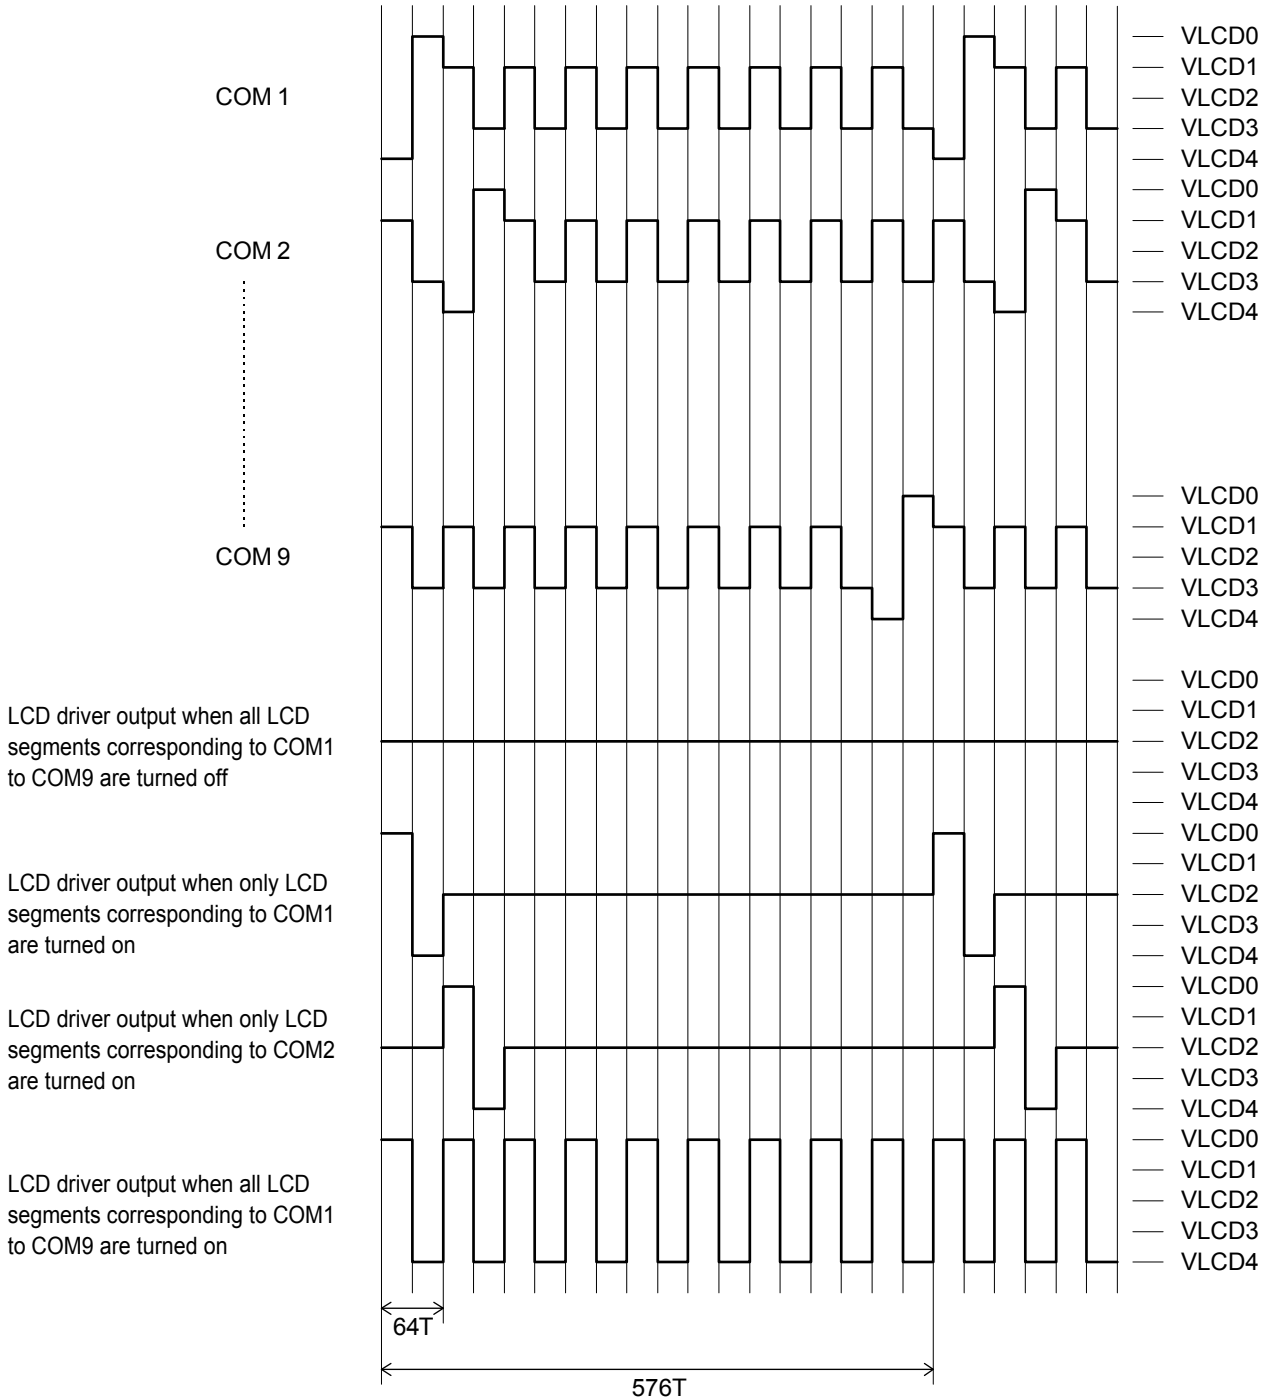 VLCD0
VLCD1
COM 1
VLCD2
VLCD3
VLCD4
VLCD0
VLCD1
COM 2
VLCD2
VLCD3
VLCD4
VLCD0
VLCD1
COM 9
VLCD2
VLCD3
VLCD4
LCD driver output when all LCD
segments corresponding to COM1
to COM9 are turned off
VLCD0
VLCD1
VLCD2
VLCD3
VLCD4
LCD driver output when only LCD
segments corresponding to COM1
are turned on
VLCD0
VLCD1
VLCD2
VLCD3
VLCD4
LCD driver output when only LCD
segments corresponding to COM2
are turned on
VLCD0
VLCD1
VLCD2
VLCD3
VLCD4
LCD driver output when all LCD
segments corresponding to COM1
to COM9 are turned on
VLCD0
VLCD1
VLCD2
VLCD3
VLCD4
64T
576T